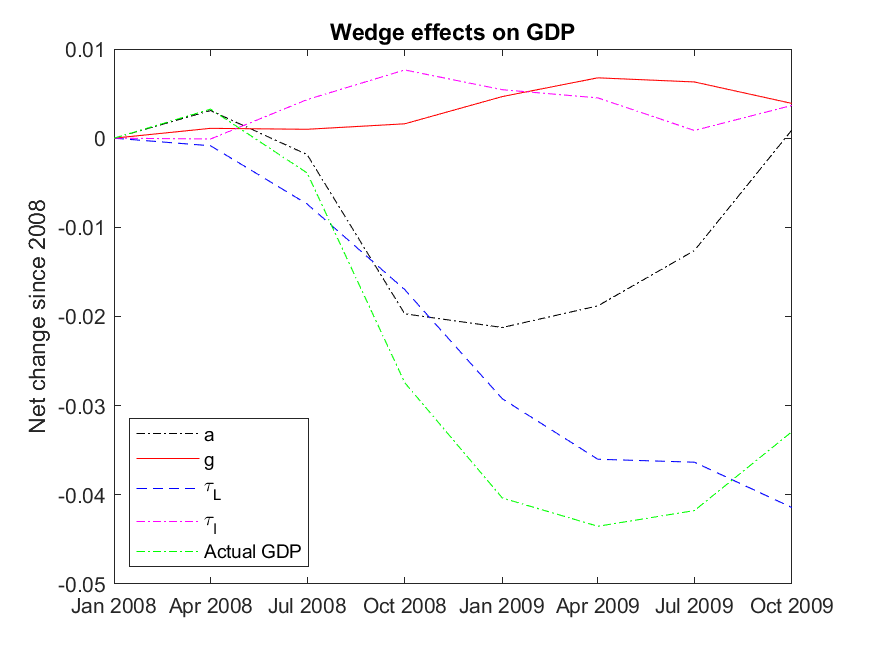 Wedge effects on GDP
Net change since 2008
0.01
0
-0.01
-0.02
-0.03
-0.04
-0.05
Jan 2008 Apr 2008 Jul 2008 Oct 2008 Jan 2009 Apr 2009 Jul 2009 Oct 2009
a
g
τL
τI
Actual GDP